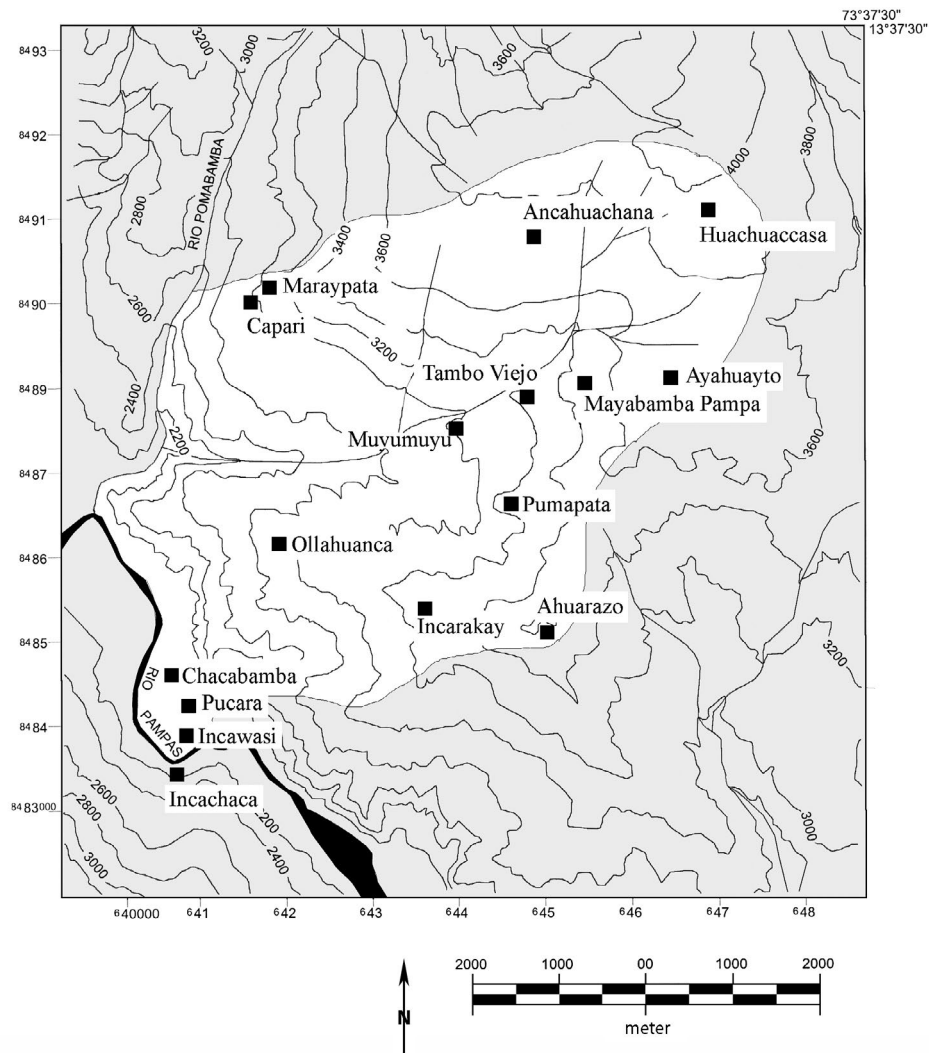 73°37'30"
13°37'30"
8493
3200
3000
3600
8492
RIO POMABAMBA
4000
3800
2800
8491
Ancahuachana
3400
Huachuaccasa
3600
Maraypata
2600
8490
Capari
3200
Tambo Viejo
Ayahuayto
8489
2400
Mayabamba Pampa
2200
Muyumuyu
3600
8487
Pumapata
8486
Ollahuanca
Ahuarazo
Incarakay
8485
3200
Chacabamba
RIO
Pucara
8484
PAMPAS
Incawasi
Incachaca
8483000
2600
2800
200
2400
3000
3000
640000
641
642
643
644
645
646
647
648
2000
1000
00
1000
2000
N
meter